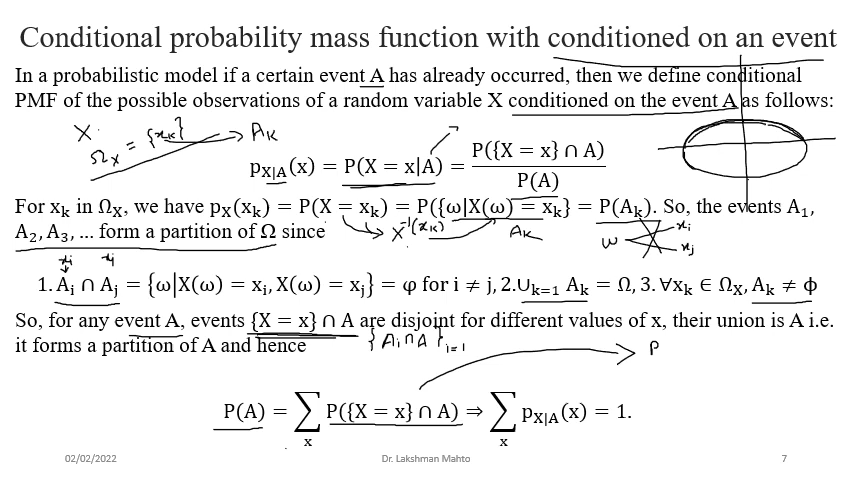 Conditional probability mass function with conditioned on an event
In a probabilistic model if a certain event A has already occurred, then we define conditional
PMF of the possible observations of a random variable X conditioned on the event A as follows:
X
Ω_X = {x_k} → A_K
p_{X|A}(x) = P(X = x|A) = P({X = x} ∩ A) / P(A)
For x_k in Ω_X, we have p_X(x_k) = P(X = x_k) = P({ω|X(ω) = x_k} = P(A_k). So, the events A_1,
A_2, A_3, ... form a partition of Ω since
X^{-1}(x_K) A_K
ω x_i
x_j
x_i x_j
1. A_i ∩ A_j = {ω|X(ω) = x_i, X(ω) = x_j} = φ for i ≠ j, 2.∪_{k=1} A_k = Ω, 3. ∀x_k ∈ Ω_X, A_k ≠ ϕ
So, for any event A, events {X = x} ∩ A are disjoint for different values of x, their union is A i.e.
it forms a partition of A and hence
{A_i ∩ A}_{i=1}
P
P(A) = ∑_x P({X = x} ∩ A) ⇒ ∑_x p_{X|A}(x) = 1.
02/02/2022 Dr. Lakshman Mahto 7